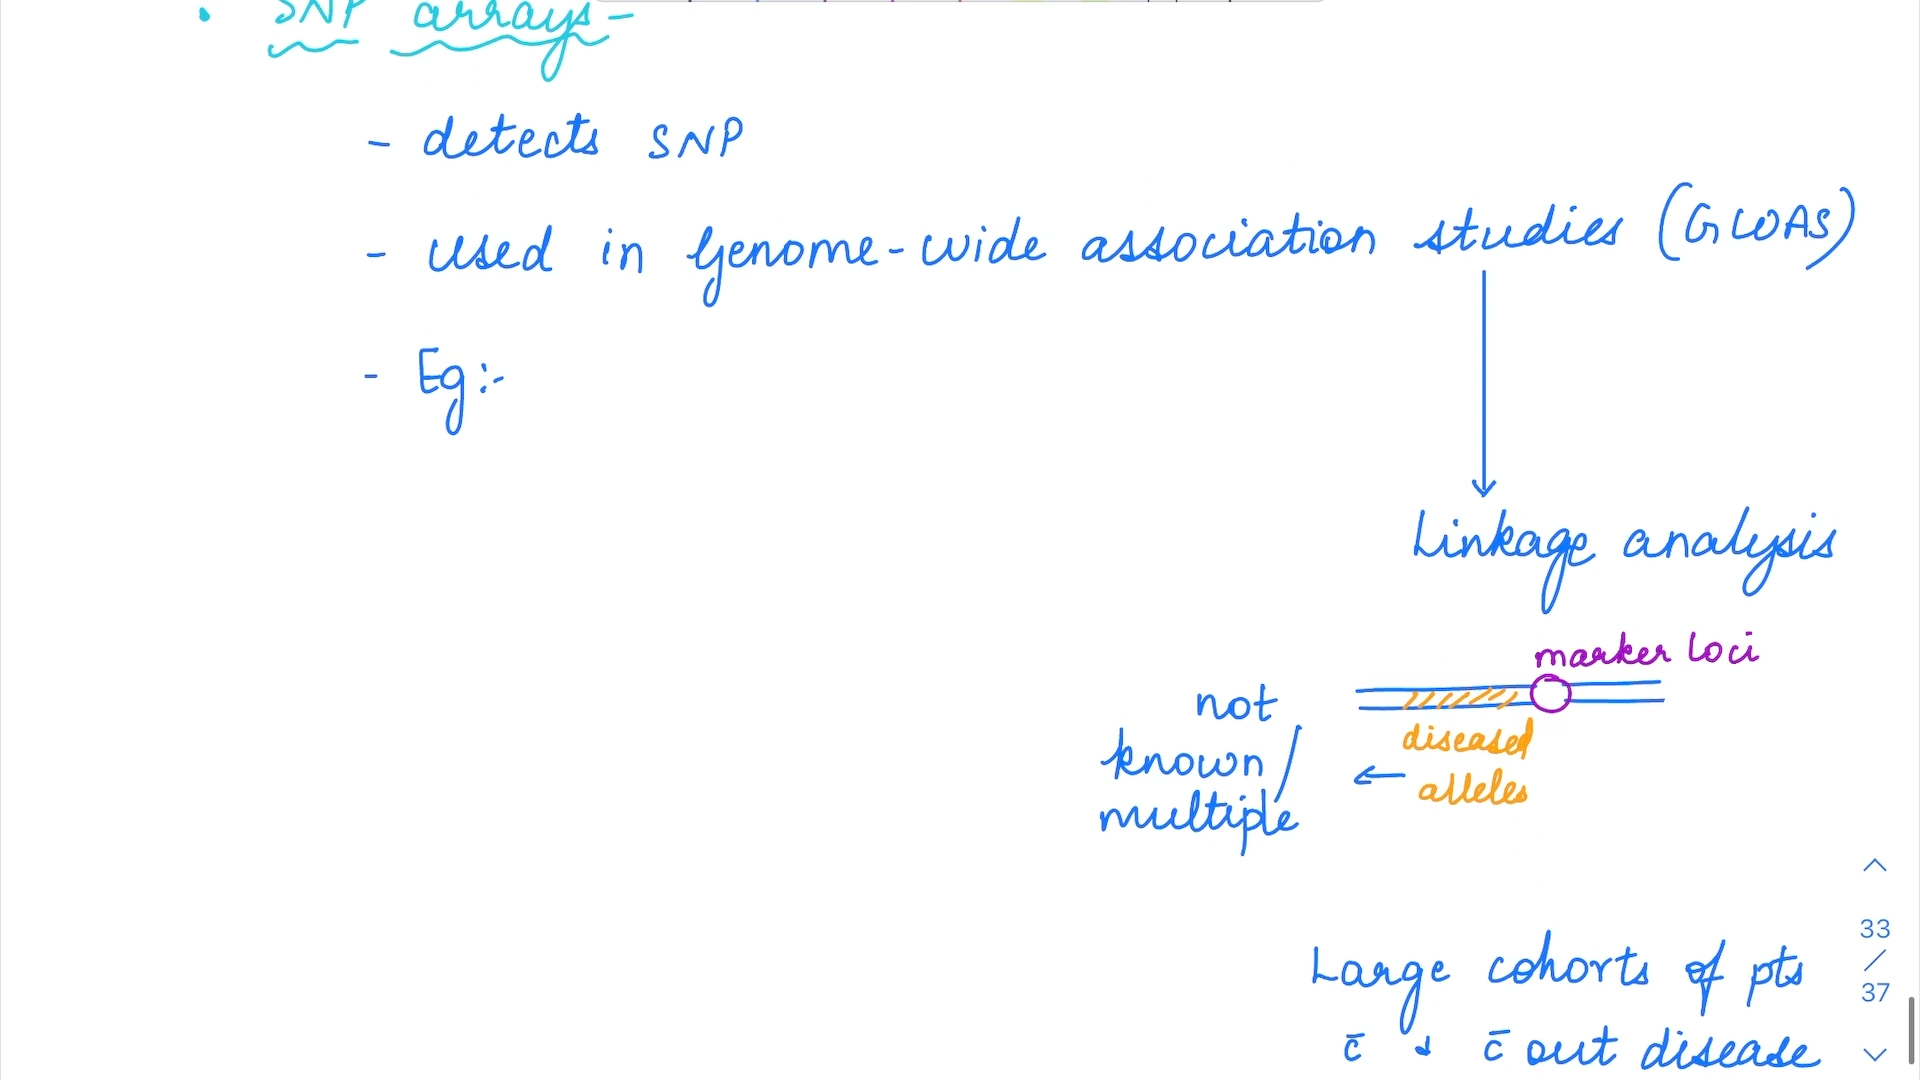 • SNP arrays -
- detects SNP
- used in Genome-wide association studies (GWAS)
- Eg:-
Linkage analysis
marker loci
not known/ multiple
← diseased alleles
Large cohorts of pts
c̄ & c̄out disease
33
/
37